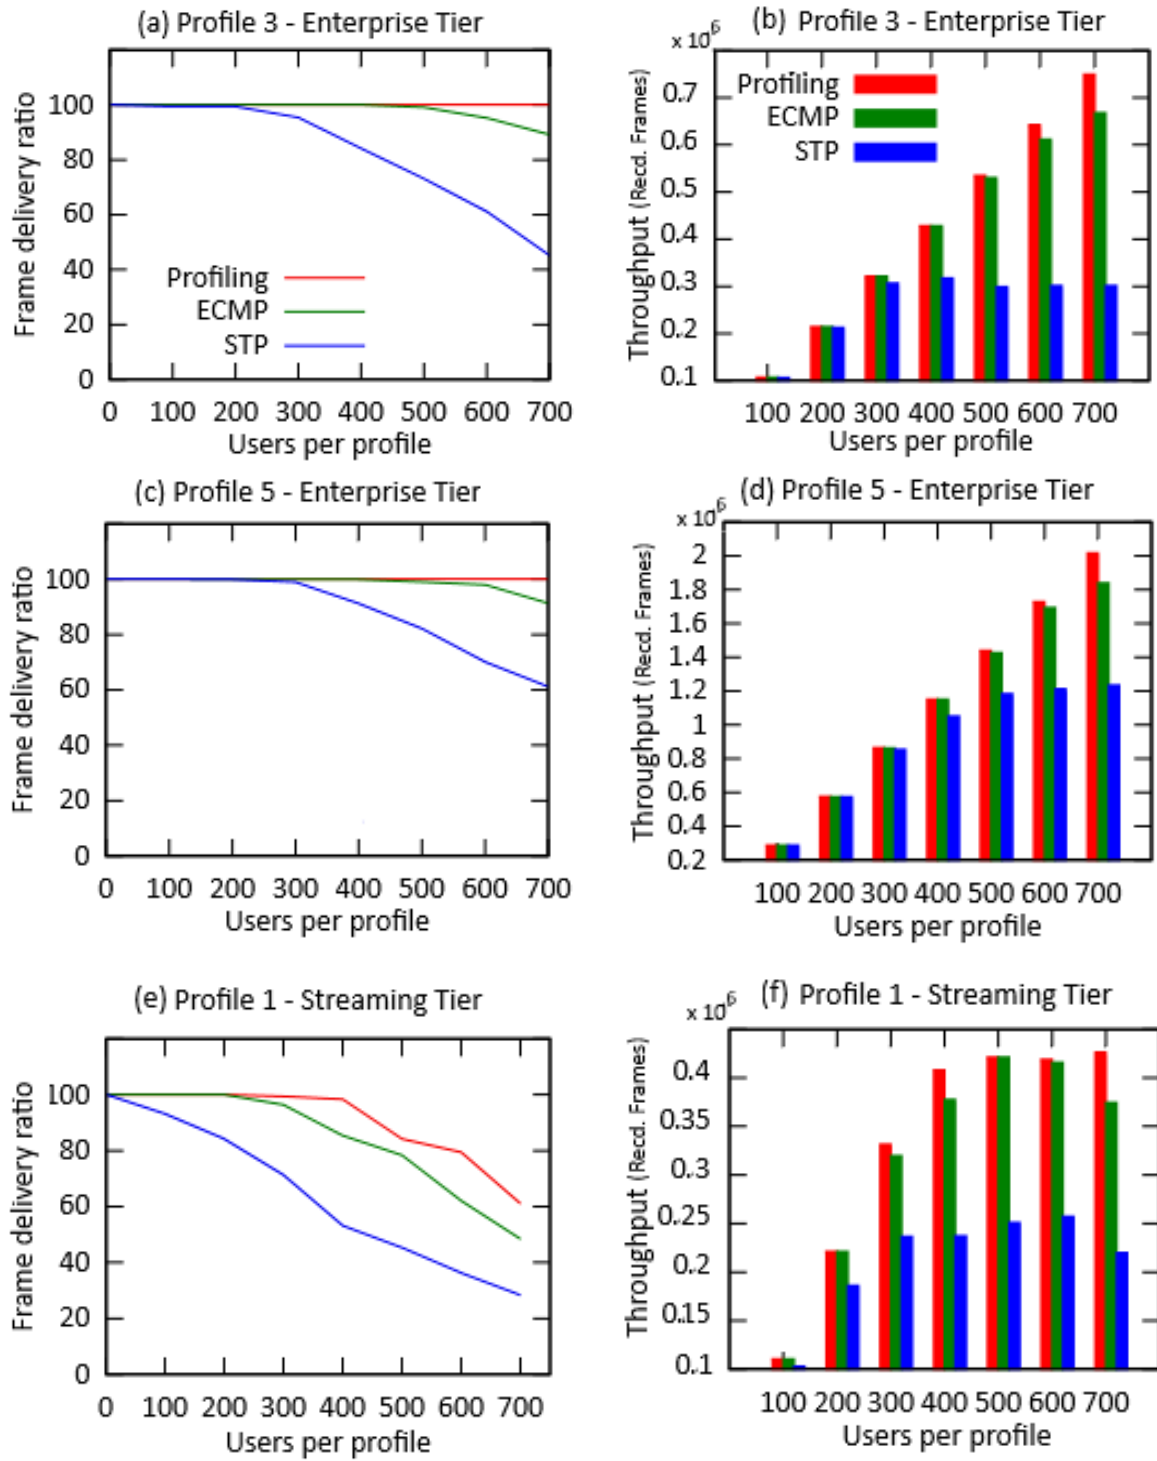 (a) Profile 3 - Enterprise Tier
Frame delivery ratio
100
80
60
40
20
0
Profiling
ECMP
STP
0 100 200 300 400 500 600 700
Users per profile
(b) Profile 3 - Enterprise Tier
x 10^6
Throughput (Recd. Frames)
0.7
0.6
0.5
0.4
0.3
0.2
0.1
Profiling
ECMP
STP
100 200 300 400 500 600 700
Users per profile
(c) Profile 5 - Enterprise Tier
Frame delivery ratio
100
80
60
40
20
0
0 100 200 300 400 500 600 700
Users per profile
(d) Profile 5 - Enterprise Tier
x 10^6
Throughput (Recd. Frames)
2
1.8
1.6
1.4
1.2
1
0.8
0.6
0.4
0.2
100 200 300 400 500 600 700
Users per profile
(e) Profile 1 - Streaming Tier
Frame delivery ratio
100
80
60
40
20
0
0 100 200 300 400 500 600 700
Users per profile
(f) Profile 1 - Streaming Tier
x 10^6
Throughput (Recd. Frames)
0.4
0.35
0.3
0.25
0.2
0.15
0.1
100 200 300 400 500 600 700
Users per profile